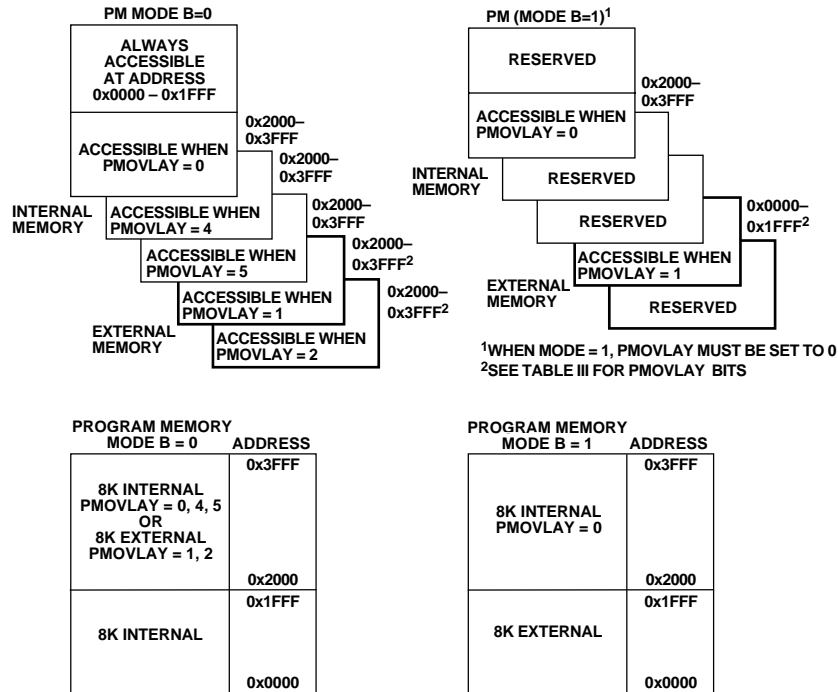 PM MODE B=0
ALWAYS
ACCESSIBLE
AT ADDRESS
0x0000 – 0x1FFF
0x2000–
0x3FFF
ACCESSIBLE WHEN
PMOVLAY = 0
0x2000–
0x3FFF
INTERNAL
MEMORY
ACCESSIBLE WHEN
PMOVLAY = 4
0x2000–
0x3FFF
ACCESSIBLE WHEN
PMOVLAY = 5
0x2000–
0x3FFF²
ACCESSIBLE WHEN
PMOVLAY = 1
0x2000–
0x3FFF²
EXTERNAL
MEMORY
ACCESSIBLE WHEN
PMOVLAY = 2
PM (MODE B=1)¹
RESERVED
0x2000–
0x3FFF
ACCESSIBLE WHEN
PMOVLAY = 0
INTERNAL
MEMORY
RESERVED
RESERVED
0x0000–
0x1FFF²
ACCESSIBLE WHEN
PMOVLAY = 1
EXTERNAL
MEMORY
RESERVED
¹WHEN MODE = 1, PMOVLAY MUST BE SET TO 0
²SEE TABLE III FOR PMOVLAY BITS
PROGRAM MEMORY
MODE B = 0 ADDRESS
0x3FFF
8K INTERNAL
PMOVLAY = 0, 4, 5
OR
8K EXTERNAL
PMOVLAY = 1, 2
0x2000
0x1FFF
8K INTERNAL
0x0000
PROGRAM MEMORY
MODE B = 1 ADDRESS
0x3FFF
8K INTERNAL
PMOVLAY = 0
0x2000
0x1FFF
8K EXTERNAL
0x0000